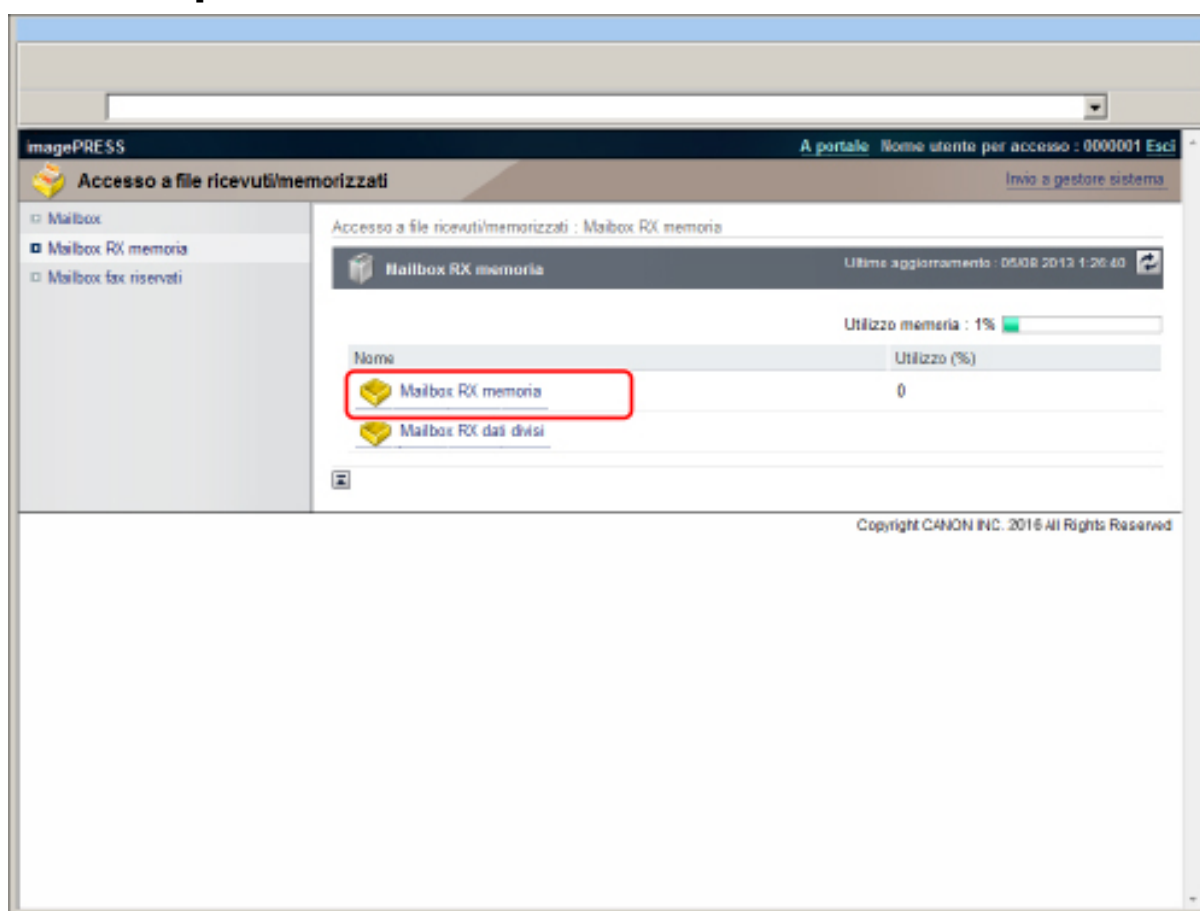 imagePRESS
A portale Nome utente per accesso : 0000001 Esci
Accesso a file ricevuti/memorizzati
Invio a gestore sistema
Mailbox
Mailbox RX memoria
Mailbox fax riservati
Accesso a file ricevuti/memorizzati : Mailbox RX memoria
Mailbox RX memoria
Ultimo aggiornamento : 05/08 2013 1:26:40
Utilizzo memoria : 1%
Nome Utilizzo (%)
Mailbox RX memoria 0
Mailbox RX dati divisi
Copyright CANON INC. 2016 All Rights Reserved